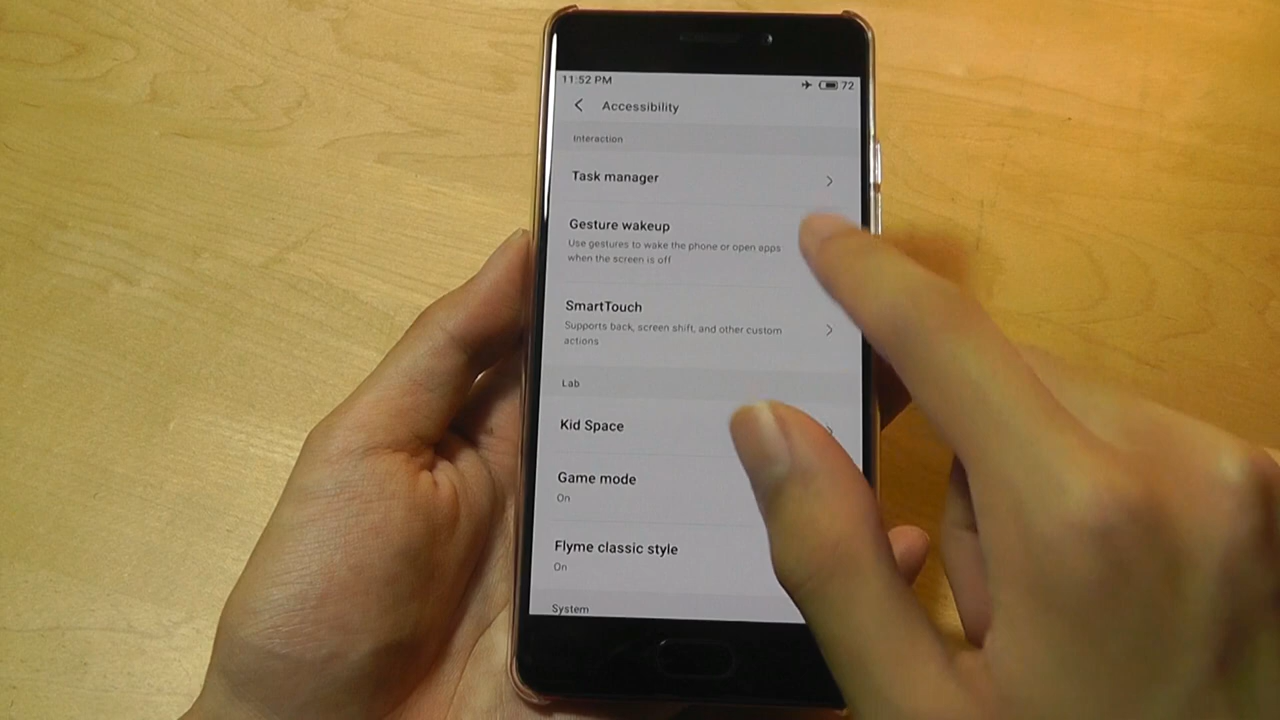 11:52 PM
72
Accessibility
Interaction
Task manager
Gesture wakeup
Use gestures to wake the phone or open apps
when the screen is off
SmartTouch
Supports back, screen shift, and other custom
actions
Lab
Kid Space
Game mode
On
Flyme classic style
On
System